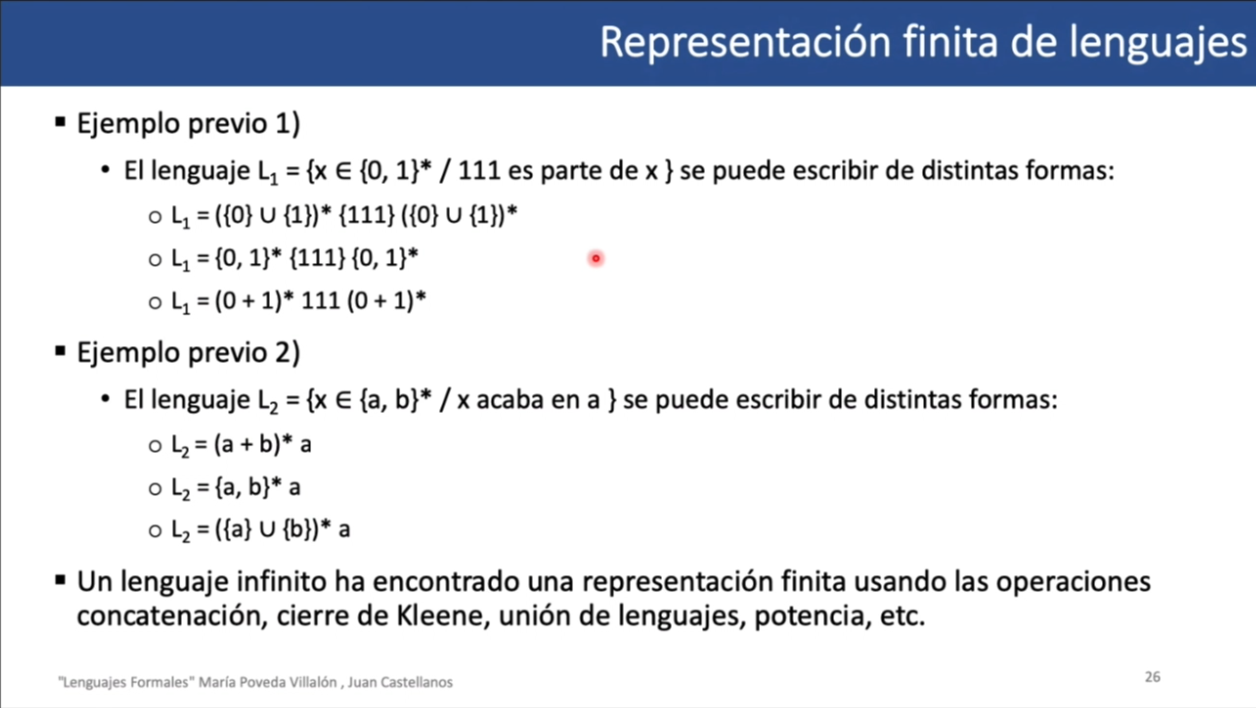 Representación finita de lenguajes
▪ Ejemplo previo 1)
• El lenguaje L₁ = {x ∈ {0, 1}* / 111 es parte de x } se puede escribir de distintas formas:
○ L₁ = ({0} ∪ {1})* {111} ({0} ∪ {1})*
○ L₁ = {0, 1}* {111} {0, 1}*
○ L₁ = (0 + 1)* 111 (0 + 1)*
▪ Ejemplo previo 2)
• El lenguaje L₂ = {x ∈ {a, b}* / x acaba en a } se puede escribir de distintas formas:
○ L₂ = (a + b)* a
○ L₂ = {a, b}* a
○ L₂ = ({a} ∪ {b})* a
▪ Un lenguaje infinito ha encontrado una representación finita usando las operaciones
concatenación, cierre de Kleene, unión de lenguajes, potencia, etc.
"Lenguajes Formales" María Poveda Villalón , Juan Castellanos
26